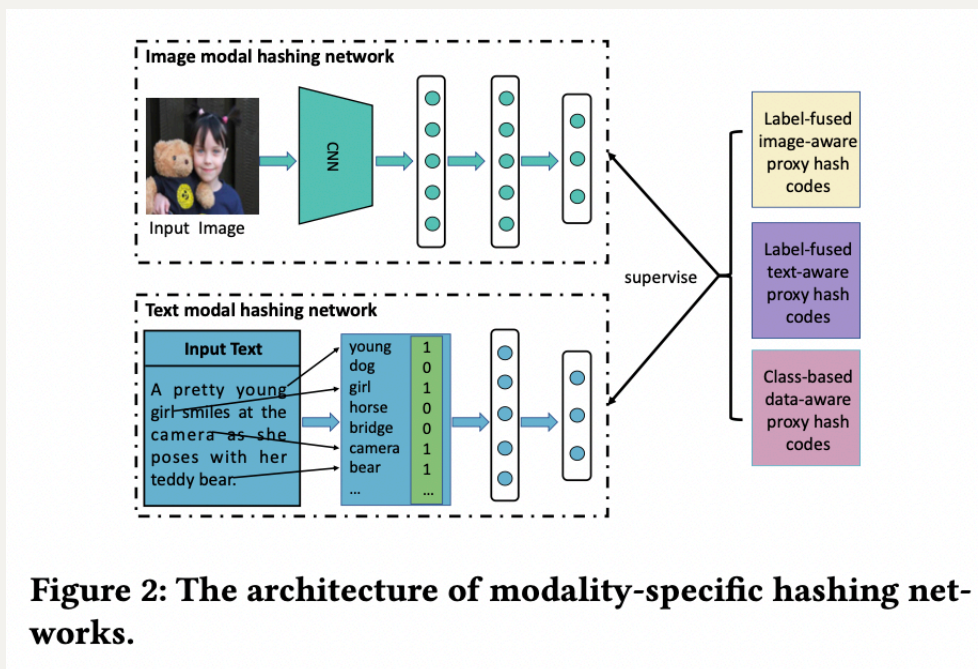 Image modal hashing network
CNN
Input Image
Text modal hashing network
Input Text
A pretty young
girl smiles at the
camera as she
poses with her
teddy bear.
young 1
dog 0
girl 1
horse 0
bridge 0
camera 1
bear 1
... ...
supervise
Label-fused
image-aware
proxy hash
codes
Label-fused
text-aware
proxy hash
codes
Class-based
data-aware
proxy hash
codes
Figure 2: The architecture of modality-specific hashing net-
works.